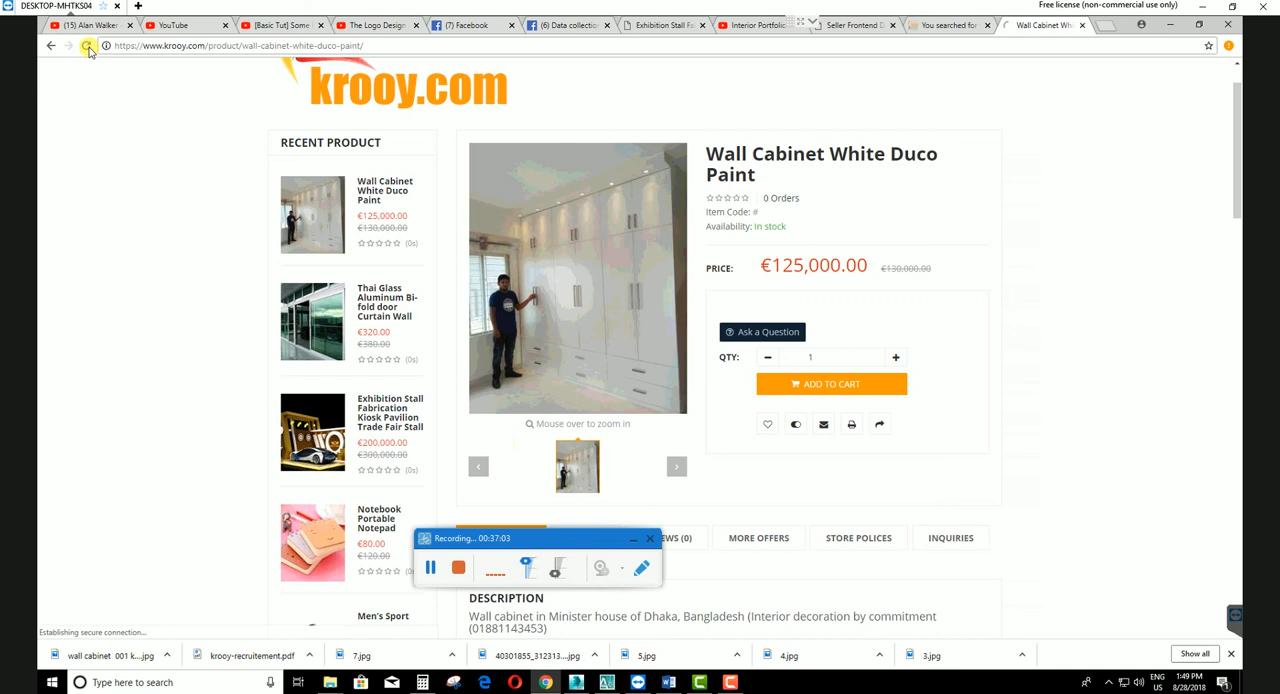 DESKTOP-MHTKS04
Free license (non-commercial use only)
(15) Alan Walker
YouTube
[Basic Tut] Some
The Logo Design
(7) Facebook
(6) Data collection
Exhibition Stall F
Interior Portfolio
Seller Frontend D
You searched for
Wall Cabinet Whi
https://www.krooy.com/product/wall-cabinet-white-duco-paint/
krooy.com
RECENT PRODUCT
Wall Cabinet
White Duco
Paint
€125,000.00
€130,000.00
(0s)
Thai Glass
Aluminum Bi-
fold door
Curtain Wall
€320.00
€380.00
(0s)
Exhibition Stall
Fabrication
Kiosk Pavilion
Trade Fair Stall
€200,000.00
€300,000.00
(0s)
Notebook
Portable
Notepad
€80.00
€120.00
(0s)
Men's Sport
Mouse over to zoom in
Wall Cabinet White Duco
Paint
0 Orders
Item Code: #
Availability: In stock
PRICE: €125,000.00 €130,000.00
Ask a Question
QTY: 1
ADD TO CART
Recording... 00:37:03
EWS (0)
MORE OFFERS
STORE POLICES
INQUIRIES
DESCRIPTION
Wall cabinet in Minister house of Dhaka, Bangladesh (Interior decoration by commitment
(01881143453)
Establishing secure connection...
wall cabinet 001 k....jpg
krooy-recruitement.pdf
7.jpg
40301855_312313....jpg
5.jpg
4.jpg
3.jpg
Show all
Type here to search
ENG
1:49 PM
US
8/28/2018